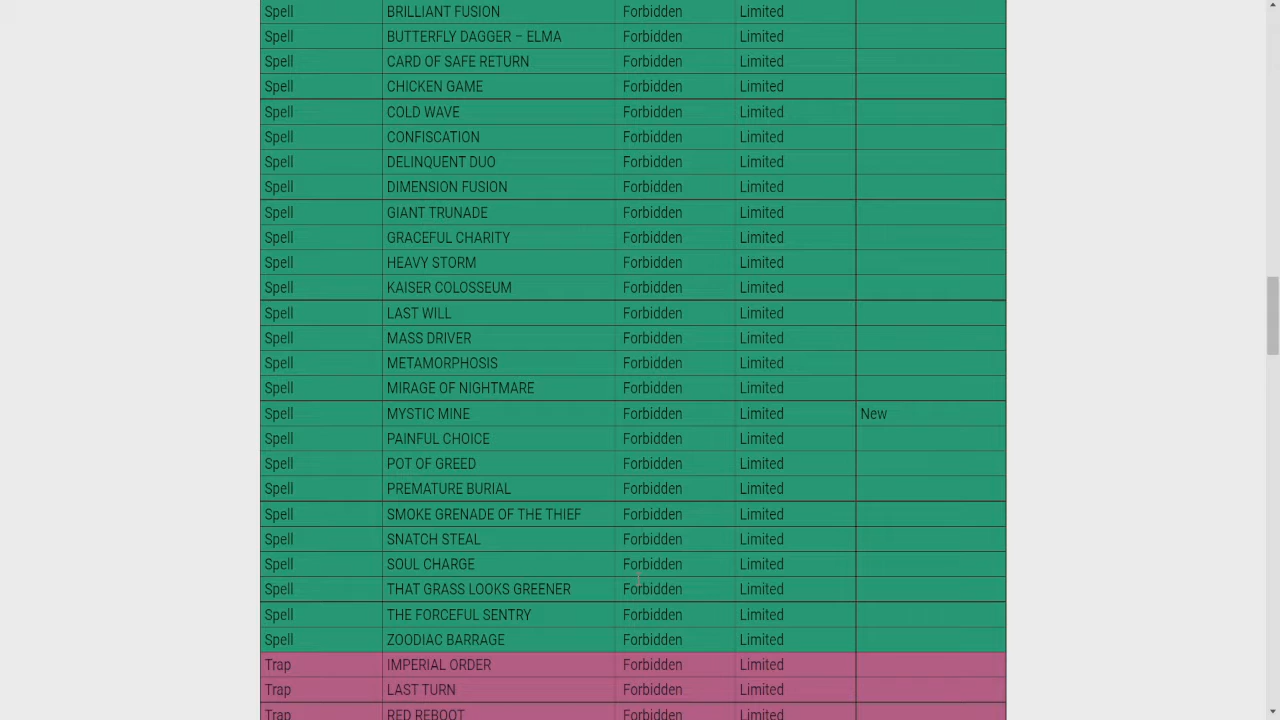 Spell BRILLIANT FUSION Forbidden Limited
Spell BUTTERFLY DAGGER – ELMA Forbidden Limited
Spell CARD OF SAFE RETURN Forbidden Limited
Spell CHICKEN GAME Forbidden Limited
Spell COLD WAVE Forbidden Limited
Spell CONFISCATION Forbidden Limited
Spell DELINQUENT DUO Forbidden Limited
Spell DIMENSION FUSION Forbidden Limited
Spell GIANT TRUNADE Forbidden Limited
Spell GRACEFUL CHARITY Forbidden Limited
Spell HEAVY STORM Forbidden Limited
Spell KAISER COLOSSEUM Forbidden Limited
Spell LAST WILL Forbidden Limited
Spell MASS DRIVER Forbidden Limited
Spell METAMORPHOSIS Forbidden Limited
Spell MIRAGE OF NIGHTMARE Forbidden Limited
Spell MYSTIC MINE Forbidden Limited New
Spell PAINFUL CHOICE Forbidden Limited
Spell POT OF GREED Forbidden Limited
Spell PREMATURE BURIAL Forbidden Limited
Spell SMOKE GRENADE OF THE THIEF Forbidden Limited
Spell SNATCH STEAL Forbidden Limited
Spell SOUL CHARGE Forbidden Limited
Spell THAT GRASS LOOKS GREENER Forbidden Limited
Spell THE FORCEFUL SENTRY Forbidden Limited
Spell ZOODIAC BARRAGE Forbidden Limited
Trap IMPERIAL ORDER Forbidden Limited
Trap LAST TURN Forbidden Limited
Trap RED REBOOT Forbidden Limited